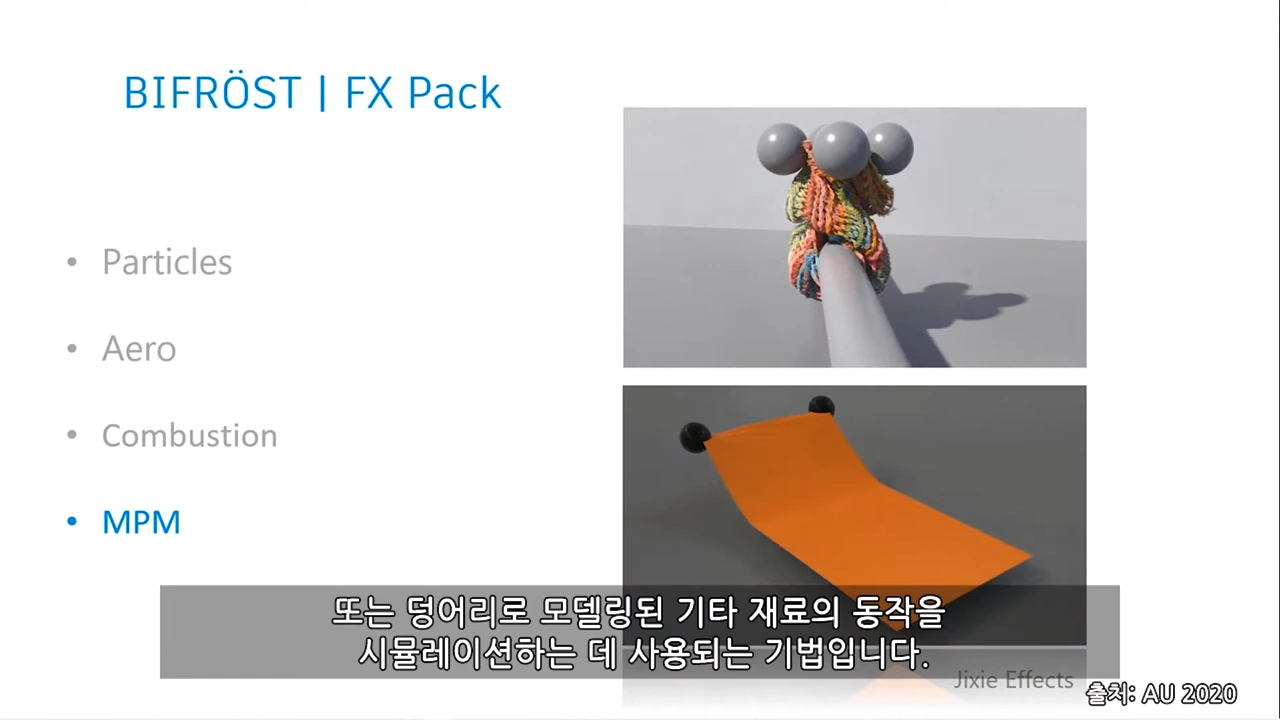 BIFRÖST | FX Pack
• Particles
• Aero
• Combustion
• MPM
또는 덩어리로 모델링된 기타 재료의 동작을
시뮬레이션하는 데 사용되는 기법입니다.
Jixie Effects
출처: AU 2020